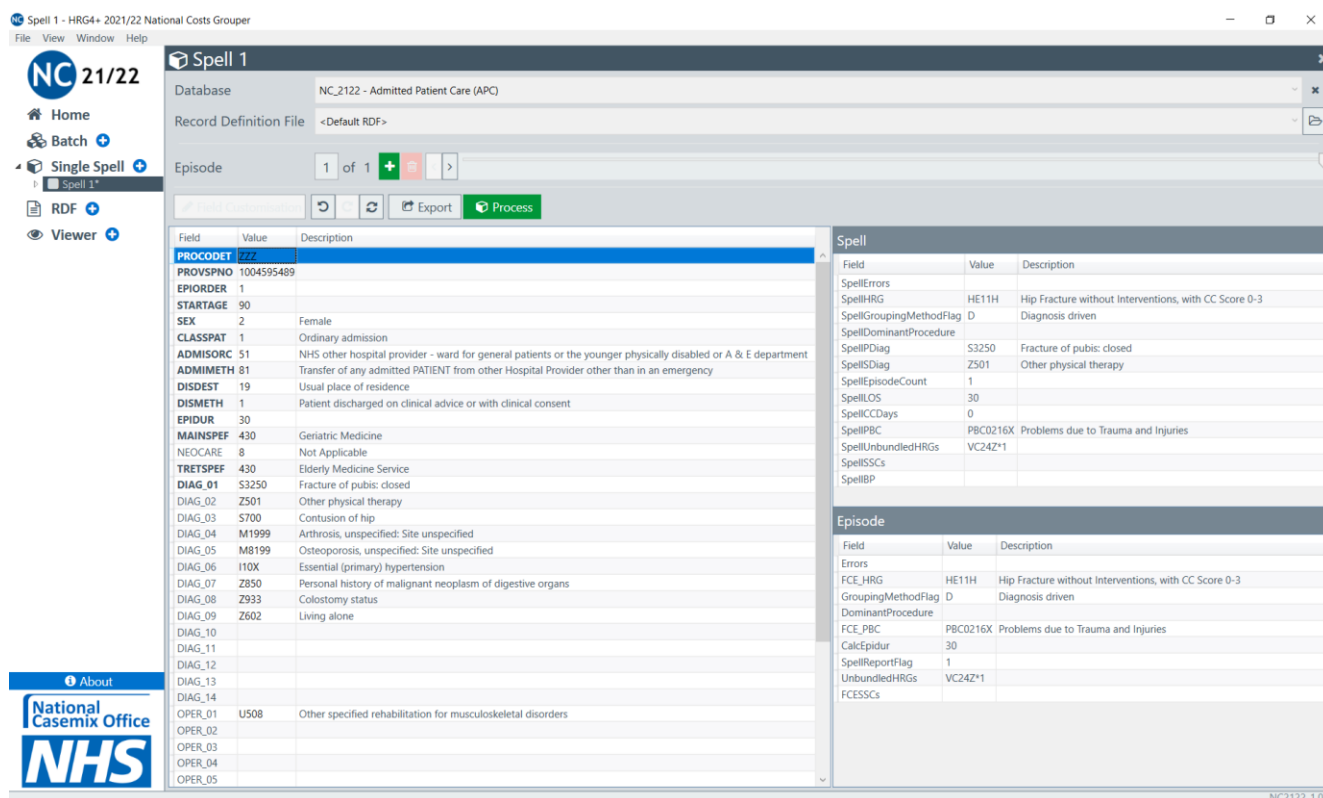 NC Spell 1 - HRG4+ 2021/22 National Costs Grouper
File View Window Help
NC 21/22
Home
Batch
Single Spell
Spell 1*
RDF
Viewer
About
National
Casemix Office
NHS
Spell 1
Database NC_2122 - Admitted Patient Care (APC)
Record Definition File <Default RDF>
Episode 1 of 1
Export Process
Field Value Description
PROCODET ZZZ
PROVSPNO 1004595489
EPIORDER 1
STARTAGE 90
SEX 2 Female
CLASSPAT 1 Ordinary admission
ADMISORC 51 NHS other hospital provider - ward for general patients or the younger physically disabled or A & E department
ADMIMETH 81 Transfer of any admitted PATIENT from other Hospital Provider other than in an emergency
DISDEST 19 Usual place of residence
DISMETH 1 Patient discharged on clinical advice or with clinical consent
EPIDUR 30
MAINSPEF 430 Geriatric Medicine
NEOCARE 8 Not Applicable
TRETSPEF 430 Elderly Medicine Service
DIAG_01 S3250 Fracture of pubis: closed
DIAG_02 Z501 Other physical therapy
DIAG_03 S700 Contusion of hip
DIAG_04 M1999 Arthrosis, unspecified: Site unspecified
DIAG_05 M8199 Osteoporosis, unspecified: Site unspecified
DIAG_06 I10X Essential (primary) hypertension
DIAG_07 Z850 Personal history of malignant neoplasm of digestive organs
DIAG_08 Z933 Colostomy status
DIAG_09 Z602 Living alone
DIAG_10
DIAG_11
DIAG_12
DIAG_13
DIAG_14
OPER_01 U508 Other specified rehabilitation for musculoskeletal disorders
OPER_02
OPER_03
OPER_04
OPER_05
Spell
Field Value Description
SpellErrors
SpellHRG HE11H Hip Fracture without Interventions, with CC Score 0-3
SpellGroupingMethodFlag D Diagnosis driven
SpellDominantProcedure
SpellPDiag S3250 Fracture of pubis: closed
SpellSDiag Z501 Other physical therapy
SpellEpisodeCount 1
SpellLOS 30
SpellCCDays 0
SpellPBC PBC0216X Problems due to Trauma and Injuries
SpellUnbundledHRGs VC24Z*1
SpellSSCs
SpellBP
Episode
Field Value Description
Errors
FCE_HRG HE11H Hip Fracture without Interventions, with CC Score 0-3
GroupingMethodFlag D Diagnosis driven
DominantProcedure
FCE_PBC PBC0216X Problems due to Trauma and Injuries
CalcEpidur 30
SpellReportFlag 1
UnbundledHRGs VC24Z*1
FCESSCs